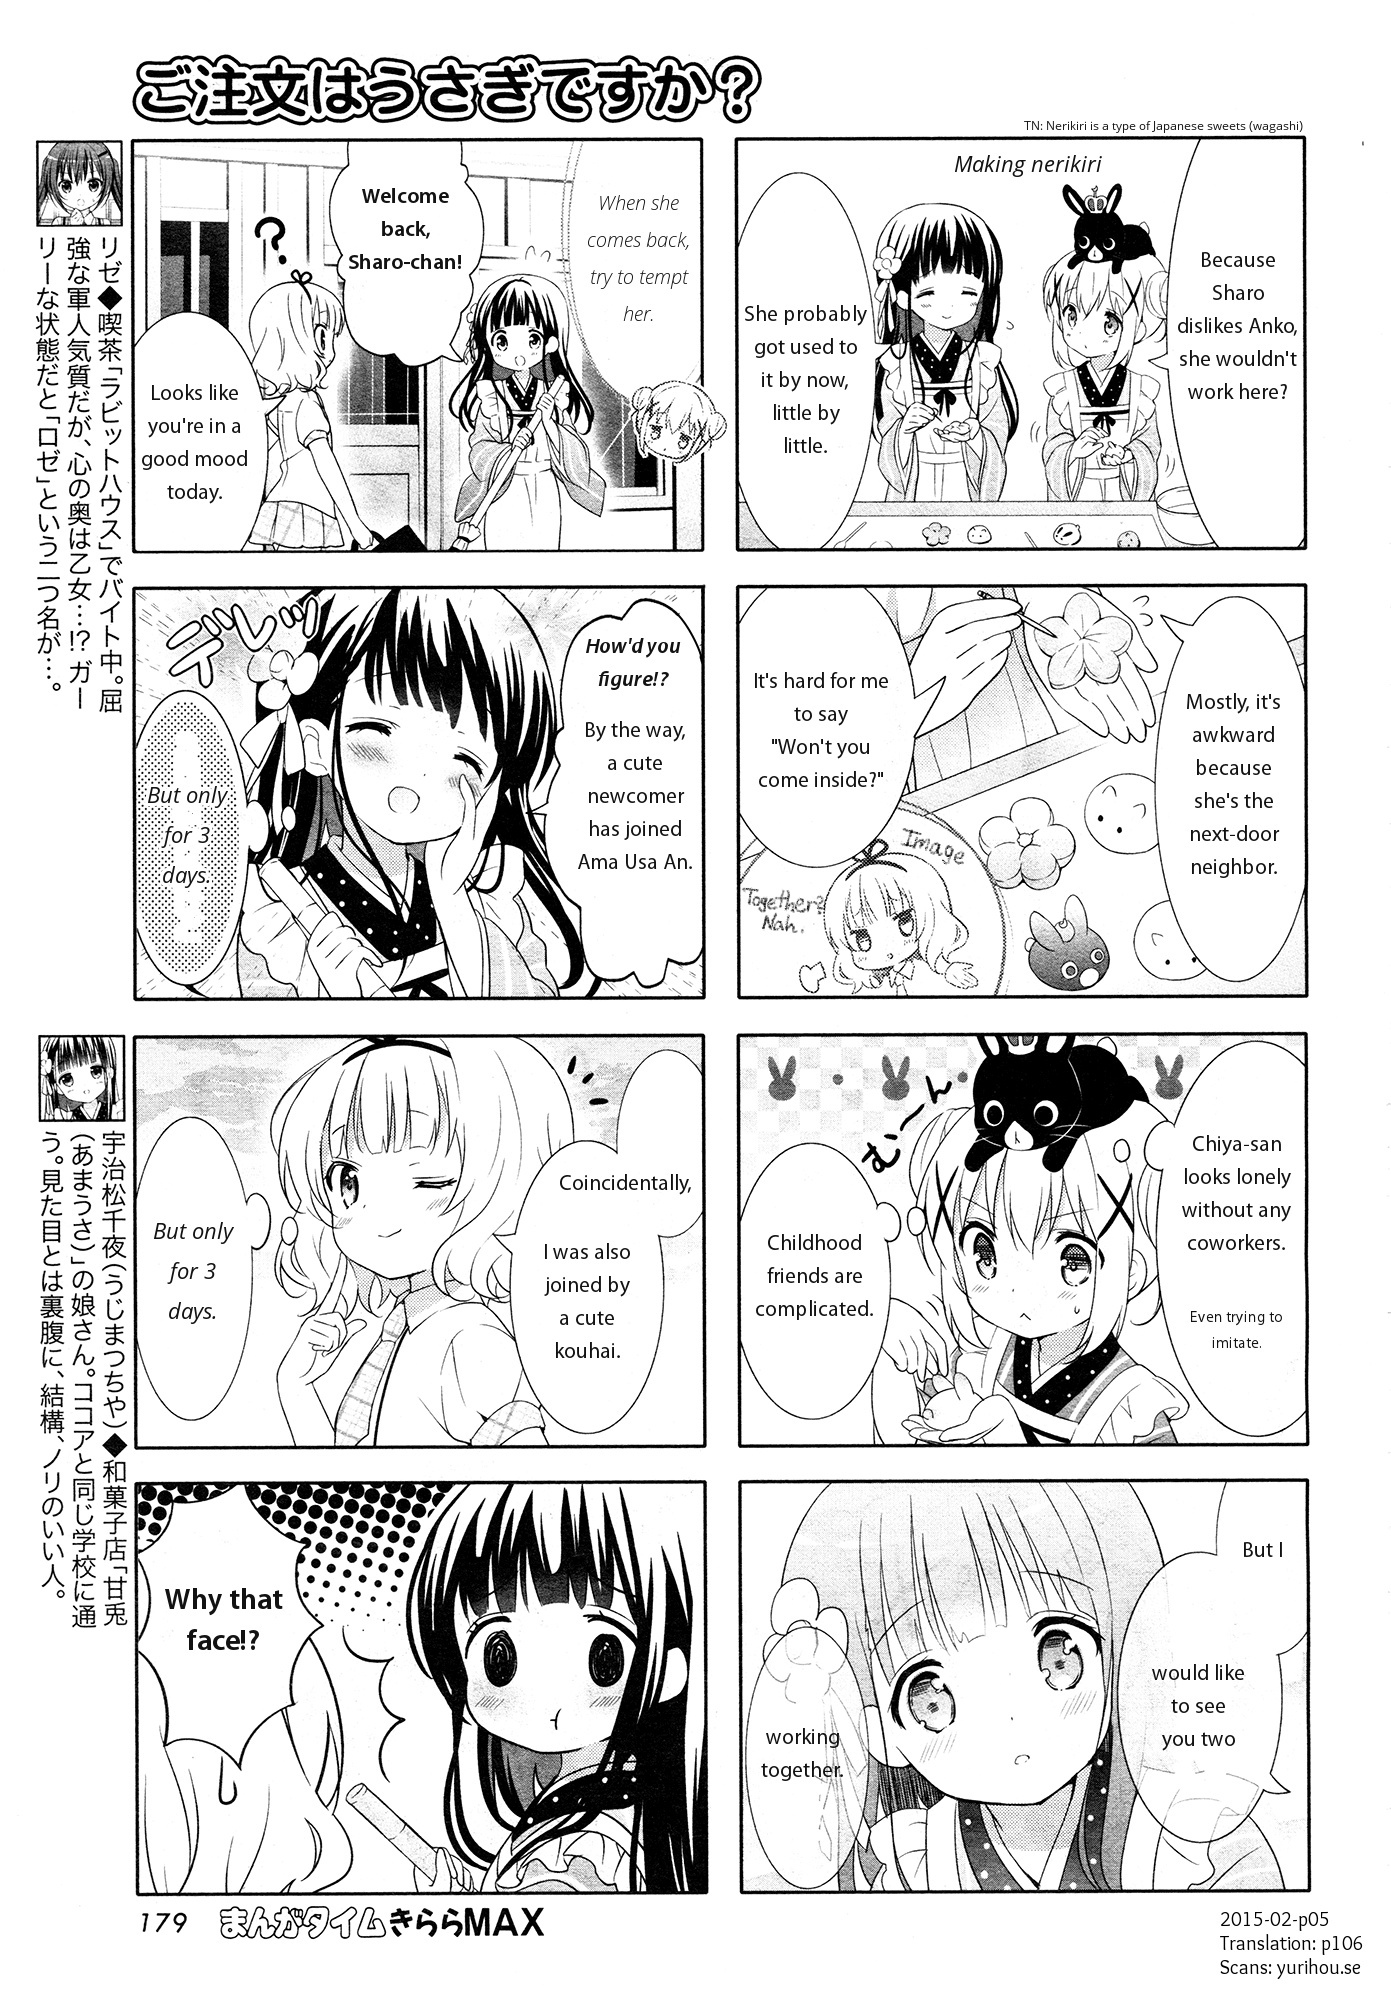 ご注文はうさぎですか？
TN: Nerikiri is a type of Japanese sweets (wagashi)
Making nerikiri
Because
Sharo
dislikes Anko,
she wouldn't
work here?
She probably
got used to
it by now,
little by
little.
Mostly, it's
awkward
because
she's the
next-door
neighbor.
It's hard for me
to say
"Won't you
come inside?"
Image
Together?
Nah.
Chiya-san
looks lonely
without any
coworkers.
Even trying to
imitate.
むーん
Childhood
friends are
complicated.
But I
would like
to see
you two
working
together.
When she
comes back,
try to tempt
her.
Welcome
back,
Sharo-chan!
?
Looks like
you're in a
good mood
today.
How'd you
figure!?
By the way,
a cute
newcomer
has joined
Ama Usa An.
デレッ
But only
for 3
days.
Coincidentally,
I was also
joined by
a cute
kouhai.
But only
for 3
days.
Why that
face!?
リゼ◆喫茶「ラビットハウス」でバイト中。屈
強な軍人気質だが、心の奥は乙女…!? ガー
リーな状態だと「ロゼ」という二つ名が…。
宇治松千夜(うじまつちや)◆和菓子店「甘兎
(あまうさ)」の娘さん。ココアと同じ学校に通
う。見た目とは裏腹に、結構、ノリのいい人。
179 まんがタイムきららMAX
2015-02-p05
Translation: p106
Scans: yurihou.se